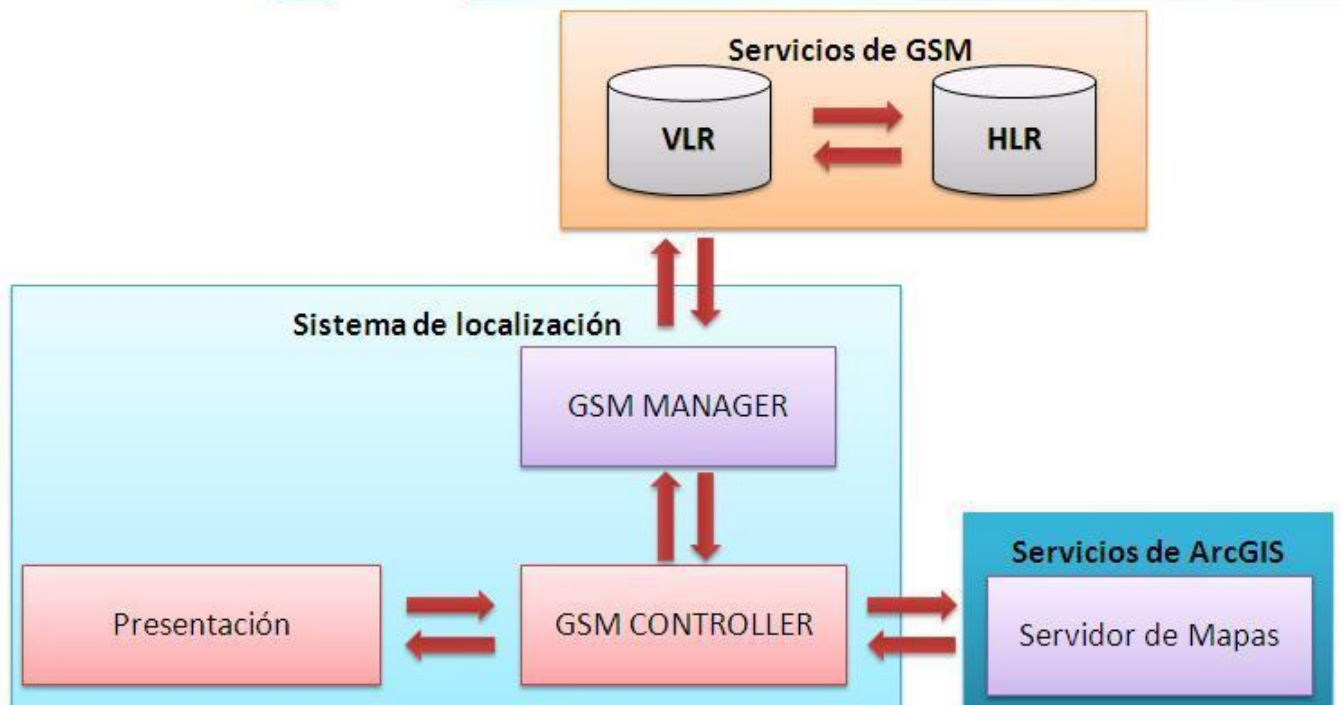 Servicios de GSM
VLR
HLR
Sistema de localización
GSM MANAGER
Servicios de ArcGIS
Presentación
GSM CONTROLLER
Servidor de Mapas